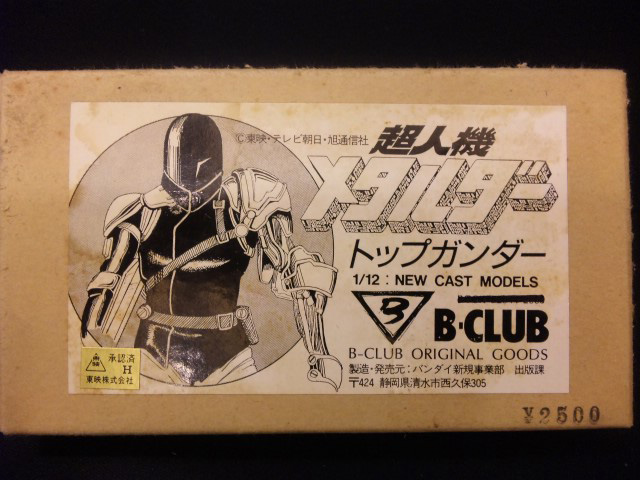 © 東映・テレビ朝日・旭通信社
超人機
メタルダー
トップガンダー
1/12 : NEW CAST MODELS
B
B-CLUB
B-CLUB ORIGINAL GOODS
製造・発売元：バンダイ新規事業部 出版課
〒424 静岡県清水市西久保305
承認済
H
東映株式会社
¥2500